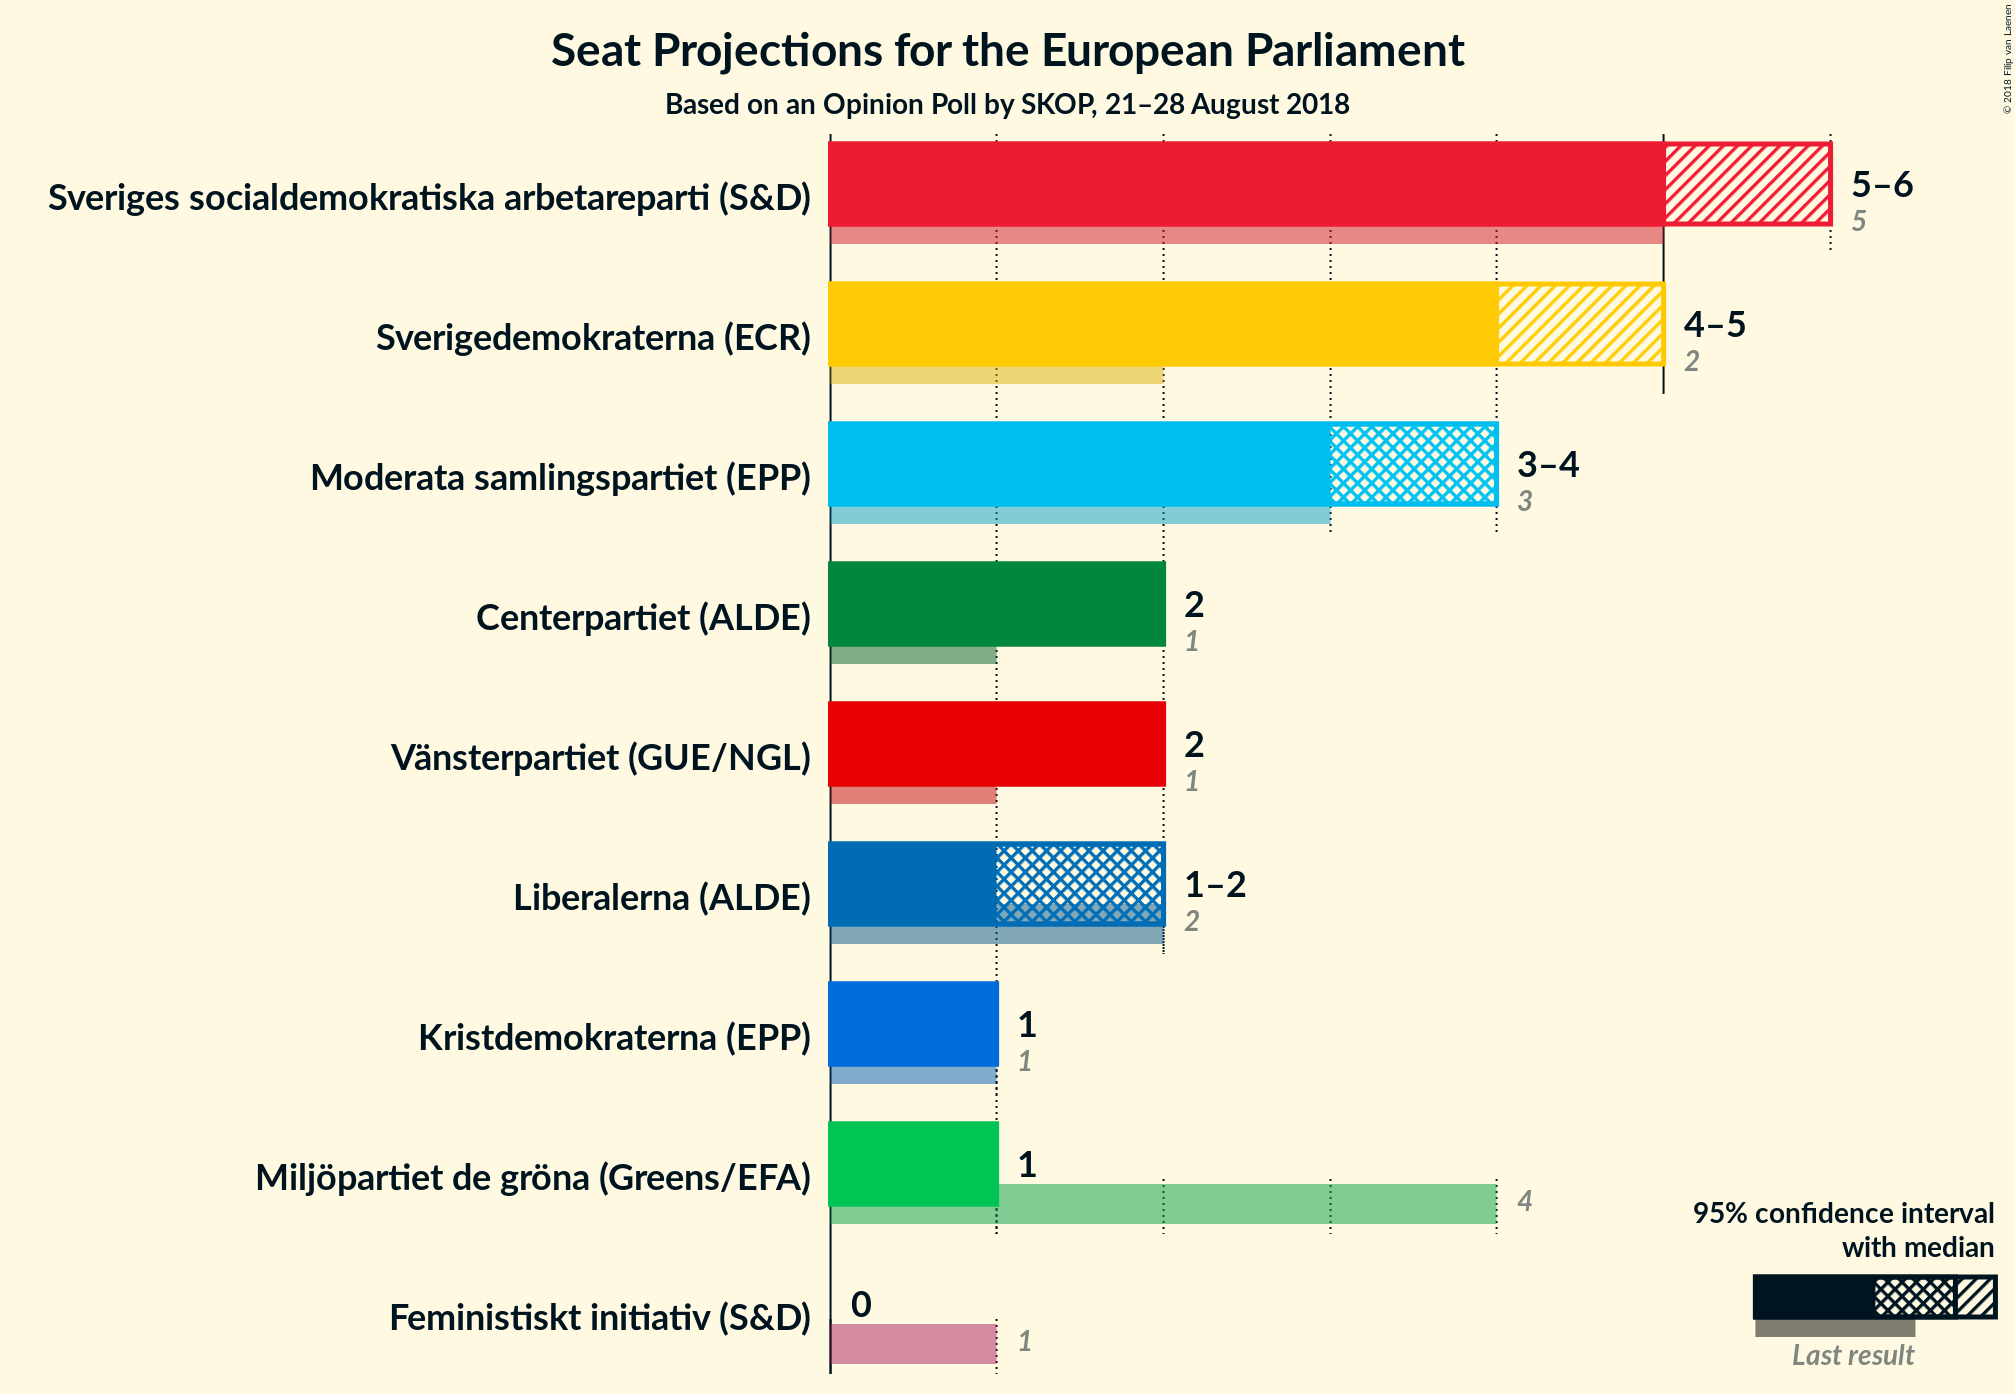 Seat Projections for the European Parliament
Based on an Opinion Poll by SKOP, 21–28 August 2018
© 2018 Filip van Laenen
Sveriges socialdemokratiska arbetareparti (S&D)
5–6
5
Sverigedemokraterna (ECR)
4–5
2
Moderata samlingspartiet (EPP)
3–4
3
Centerpartiet (ALDE)
2
1
Vänsterpartiet (GUE/NGL)
2
1
Liberalerna (ALDE)
1–2
2
Kristdemokraterna (EPP)
1
1
Miljöpartiet de gröna (Greens/EFA)
1
4
Feministiskt initiativ (S&D)
0
1
95% confidence interval
with median
Last result